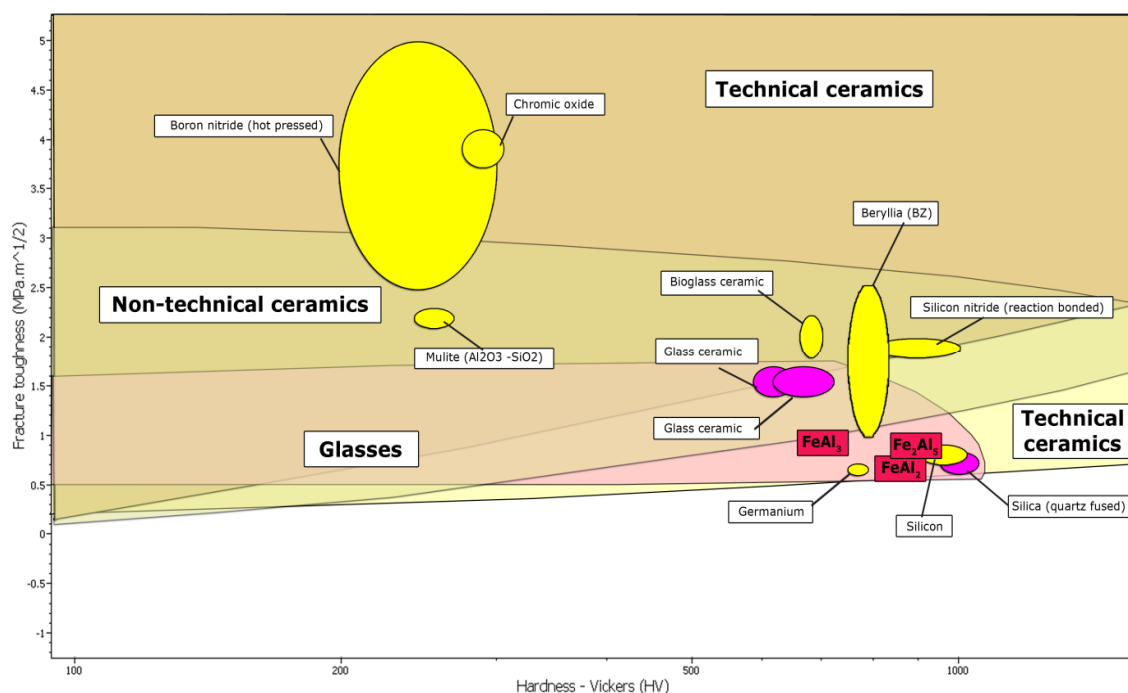 5
4.5
4
3.5
3
2.5
2
1.5
1
0.5
0
-0.5
-1
Fracture toughness (MPa.m^1/2)
Technical ceramics
Chromic oxide
Boron nitride (hot pressed)
Beryllia (BZ)
Bioglass ceramic
Non-technical ceramics
Silicon nitride (reaction bonded)
Mulite (Al2O3 -SiO2)
Glass ceramic
Glass ceramic
Technical
ceramics
Glasses
FeAl3
Fe2Al5
FeAl2
Germanium
Silicon
Silica (quartz fused)
100
200
500
1000
Hardness - Vickers (HV)